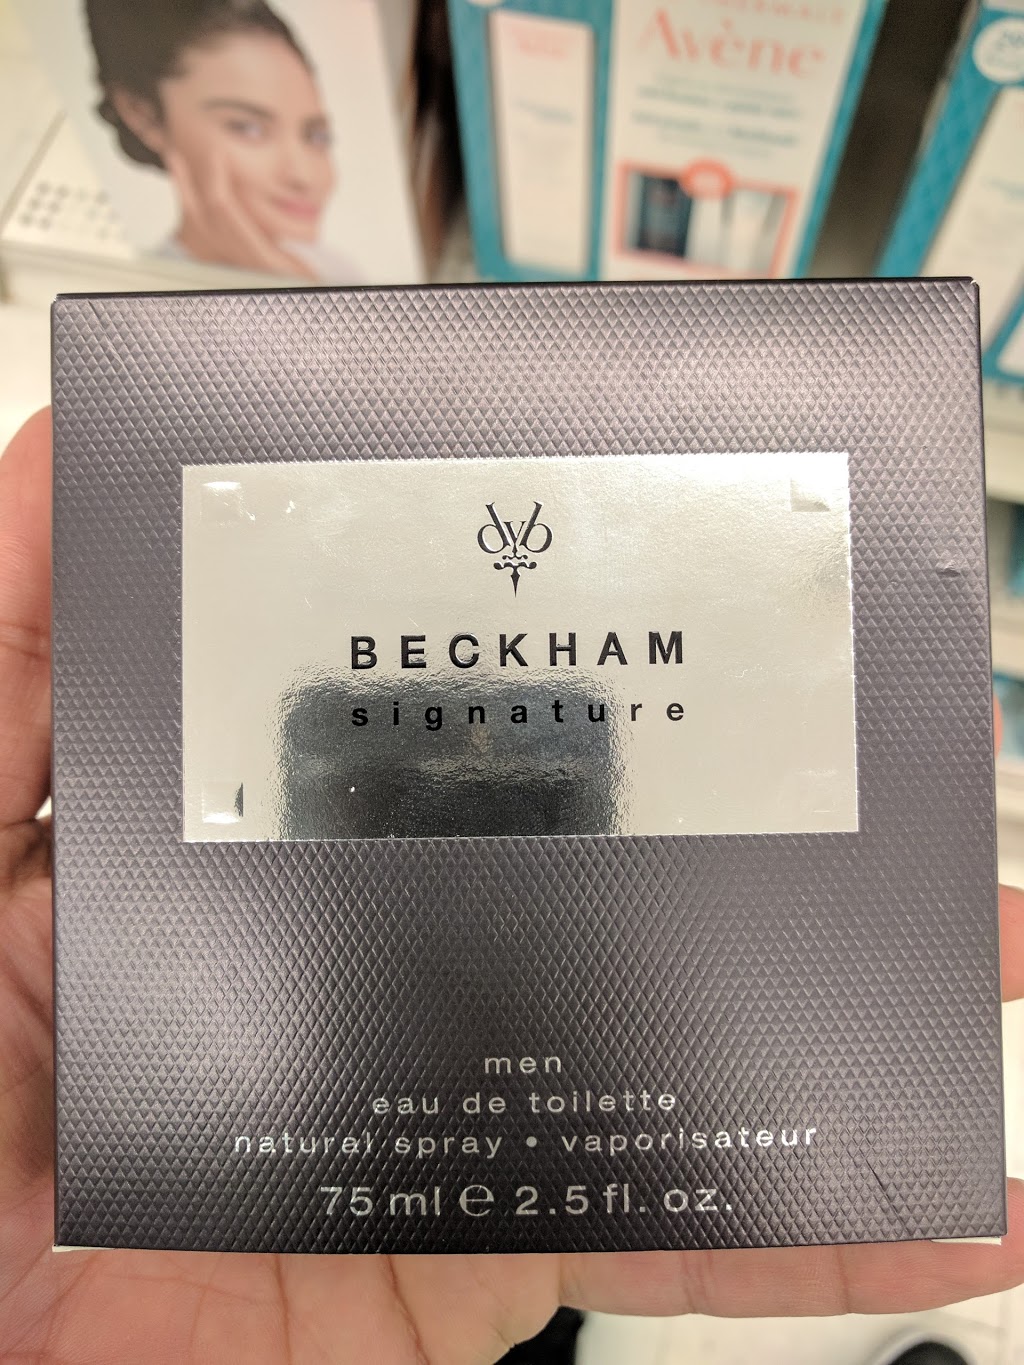 Avène
dvb
BECKHAM
signature
men
eau de toilette
natural spray • vaporisateur
75 ml ℮ 2.5 fl. oz.